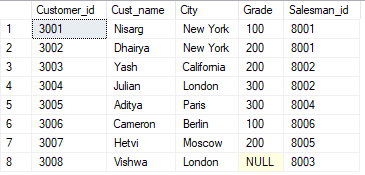 Customer_id Cust_name City Grade Salesman_id
1 3001 Nisarg New York 100 8001
2 3002 Dhairya New York 200 8001
3 3003 Yash California 200 8002
4 3004 Julian London 300 8002
5 3005 Aditya Paris 300 8004
6 3006 Cameron Berlin 100 8006
7 3007 Hetvi Moscow 200 8005
8 3008 Vishwa London NULL 8003